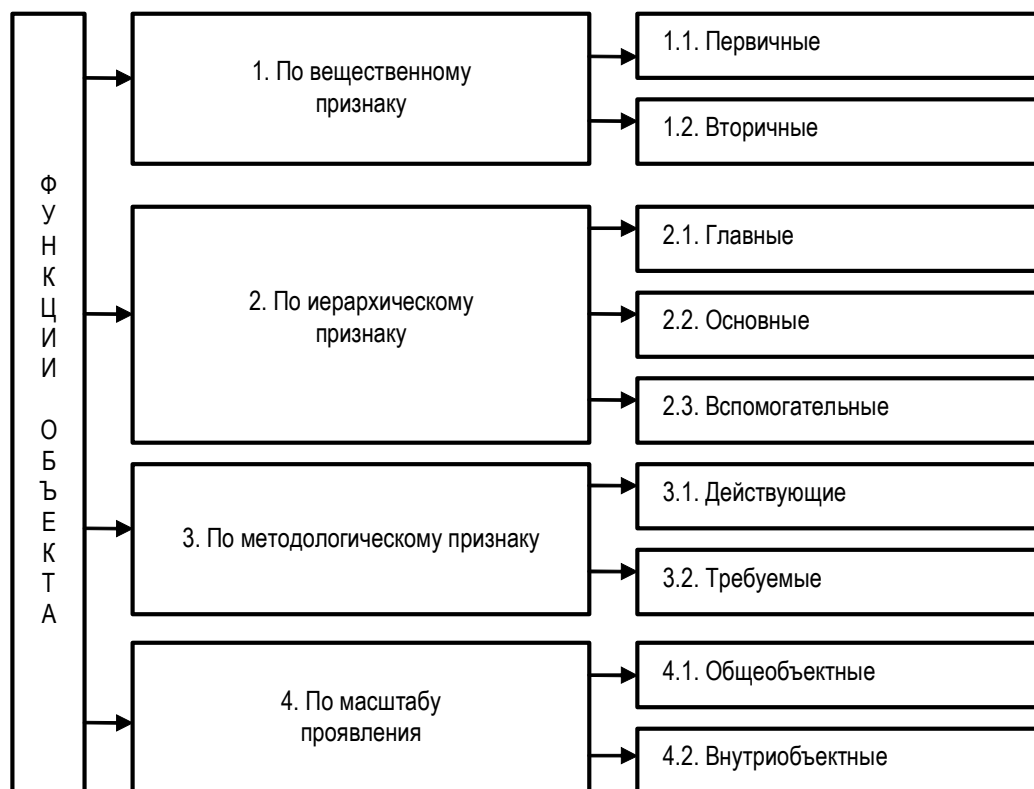 ФУНКЦИИ ОБЪЕКТА
1. По вещественному
признаку
1.1. Первичные
1.2. Вторичные
2. По иерархическому
признаку
2.1. Главные
2.2. Основные
2.3. Вспомогательные
3. По методологическому признаку
3.1. Действующие
3.2. Требуемые
4. По масштабу
проявления
4.1. Общеобъектные
4.2. Внутриобъектные